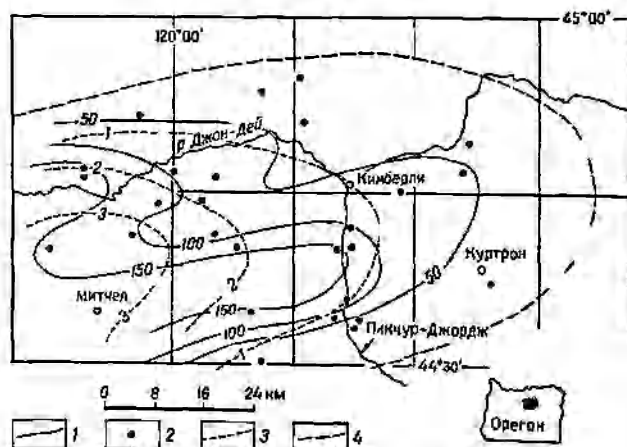 120°00'
45°00'
50
1
р. Джон-Дей
2
Кимберли
3
100
150
Куртрон
50
Митчел
2
3
150
100
1
Пикчур-Джордж
44°30'
0 8 16 24 км
Орегон
1 2 3 4